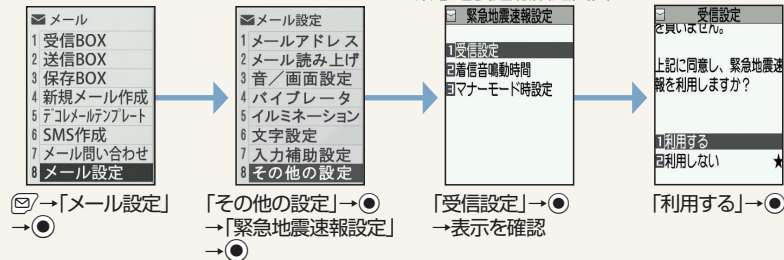 メール
1 受信BOX
2 送信BOX
3 保存BOX
4 新規メール作成
5 デコレメールテンプレート
6 SMS作成
7 メール問い合わせ
8 メール設定
→「メール設定」
→
メール設定
1 メールアドレス
2 メール読み上げ
3 音／画面設定
4 バイブレータ
5 イルミネーション
6 文字設定
7 入力補助設定
8 その他の設定
「その他の設定」→
→「緊急地震速報設定」
→
緊急地震速報設定
1受信設定
2着信音鳴動時間
3マナーモード時設定
「受信設定」→
→表示を確認
受信設定
を負いません。
上記に同意し、緊急地震速
報を利用しますか？
1利用する
2利用しない ★
「利用する」→